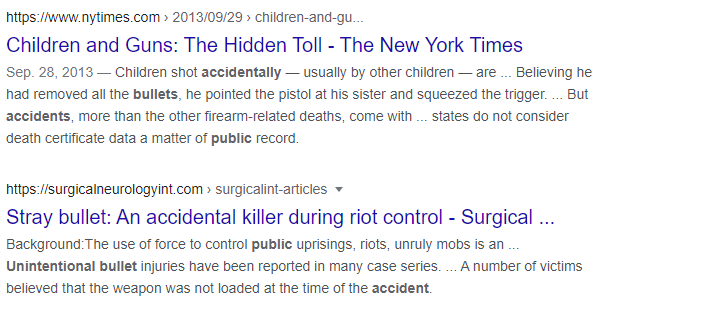 https://www.nytimes.com › 2013/09/29 › children-and-gu...
Children and Guns: The Hidden Toll - The New York Times
Sep. 28, 2013 — Children shot accidentally — usually by other children — are ... Believing he
had removed all the bullets, he pointed the pistol at his sister and squeezed the trigger. ... But
accidents, more than the other firearm-related deaths, come with ... states do not consider
death certificate data a matter of public record.
https://surgicalneurologyint.com › surgicalint-articles
Stray bullet: An accidental killer during riot control - Surgical ...
Background:The use of force to control public uprisings, riots, unruly mobs is an ...
Unintentional bullet injuries have been reported in many case series. ... A number of victims
believed that the weapon was not loaded at the time of the accident.